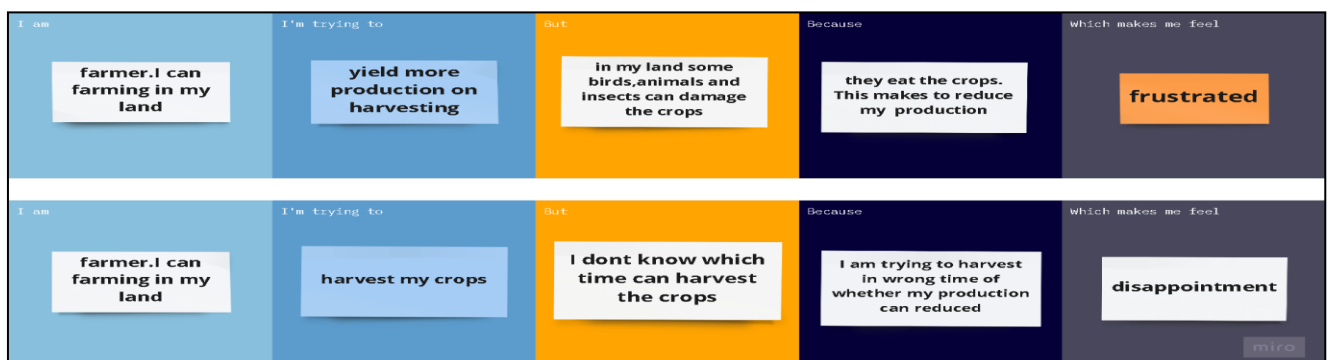 I am
farmer.I can
farming in my
land
I'm trying to
yield more
production on
harvesting
But
in my land some
birds,animals and
insects can damage
the crops
Because
they eat the crops.
This makes to reduce
my production
Which makes me feel
frustrated
I am
farmer.I can
farming in my
land
I'm trying to
harvest my crops
But
I dont know which
time can harvest
the crops
Because
I am trying to harvest
in wrong time of
whether my production
can reduced
Which makes me feel
disappointment
miro